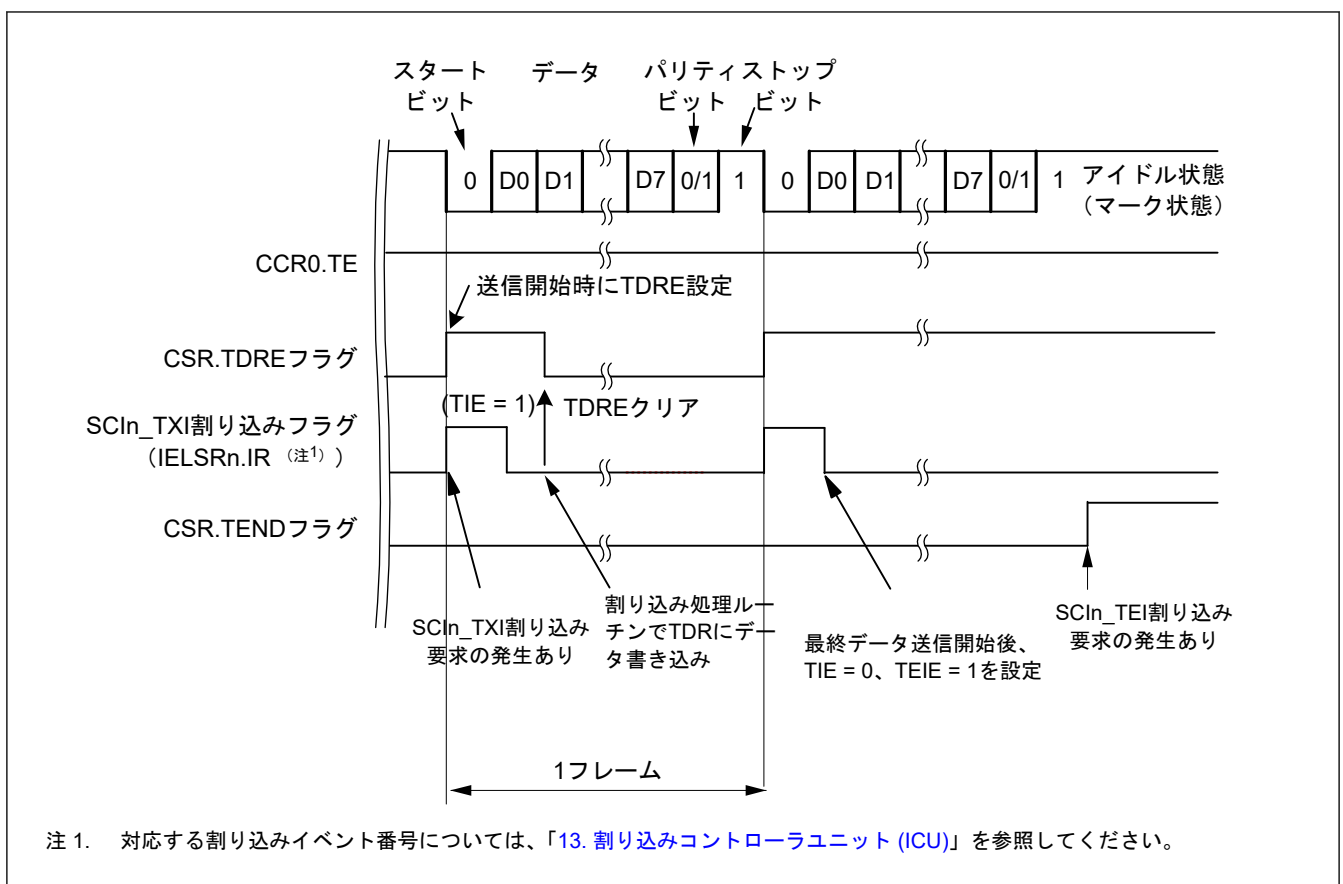 スタート
ビット
データ
パリティストップ
ビット ビット
0 D0 D1 D7 0/1 1 0 D0 D1 D7 0/1 1 アイドル状態
（マーク状態）
CCR0.TE
送信開始時にTDRE設定
CSR.TDREフラグ
(TIE = 1) TDREクリア
SCIn_TXI割り込みフラグ
（IELSRn.IR （注1））
CSR.TENDフラグ
SCIn_TXI割り込み
要求の発生あり
割り込み処理ルー
チンでTDRにデー
タ書き込み
最終データ送信開始後、
TIE = 0、TEIE = 1を設定
SCIn_TEI割り込み
要求の発生あり
1フレーム
注 1. 対応する割り込みイベント番号については、「13. 割り込みコントローラユニット (ICU)」を参照してください。